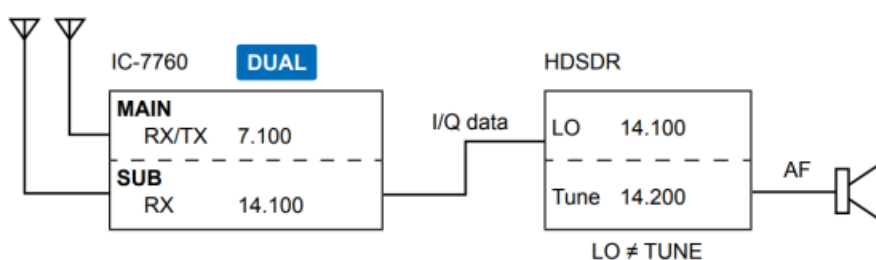 IC-7760 DUAL HDSDR
MAIN
RX/TX 7.100
SUB
RX 14.100
I/Q data
LO 14.100
Tune 14.200
AF
LO ≠ TUNE